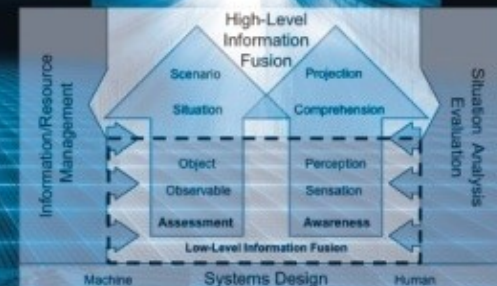 High-Level
Information
Fusion
Scenario
Projection
Situation
Comprehension
Information/Resource
Management
Situation Analysis
Evaluation
Object
Perception
Observable
Sensation
Assessment
Awareness
Low-Level Information Fusion
Machine
Systems Design
Human